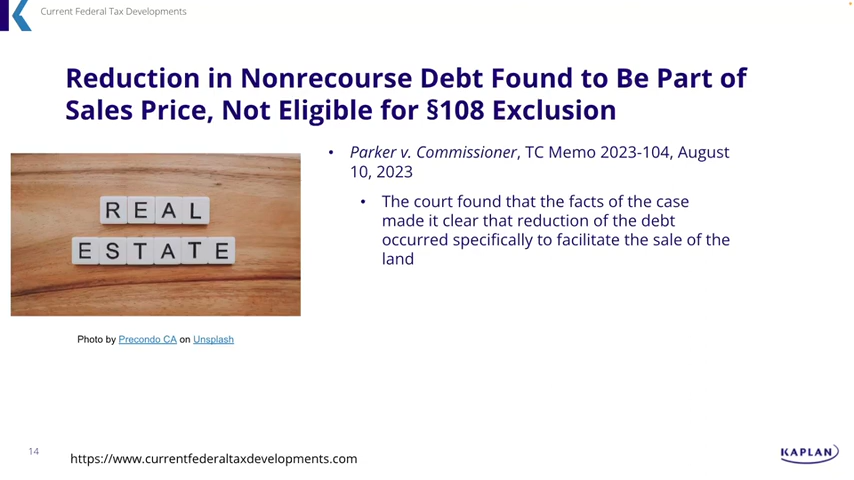 Current Federal Tax Developments
Reduction in Nonrecourse Debt Found to Be Part of
Sales Price, Not Eligible for §108 Exclusion
REAL
ESTATE
Photo by Precondo CA on Unsplash
• Parker v. Commissioner, TC Memo 2023-104, August
10, 2023
• The court found that the facts of the case
made it clear that reduction of the debt
occurred specifically to facilitate the sale of the
land
14
https://www.currentfederaltaxdevelopments.com
KAPLAN